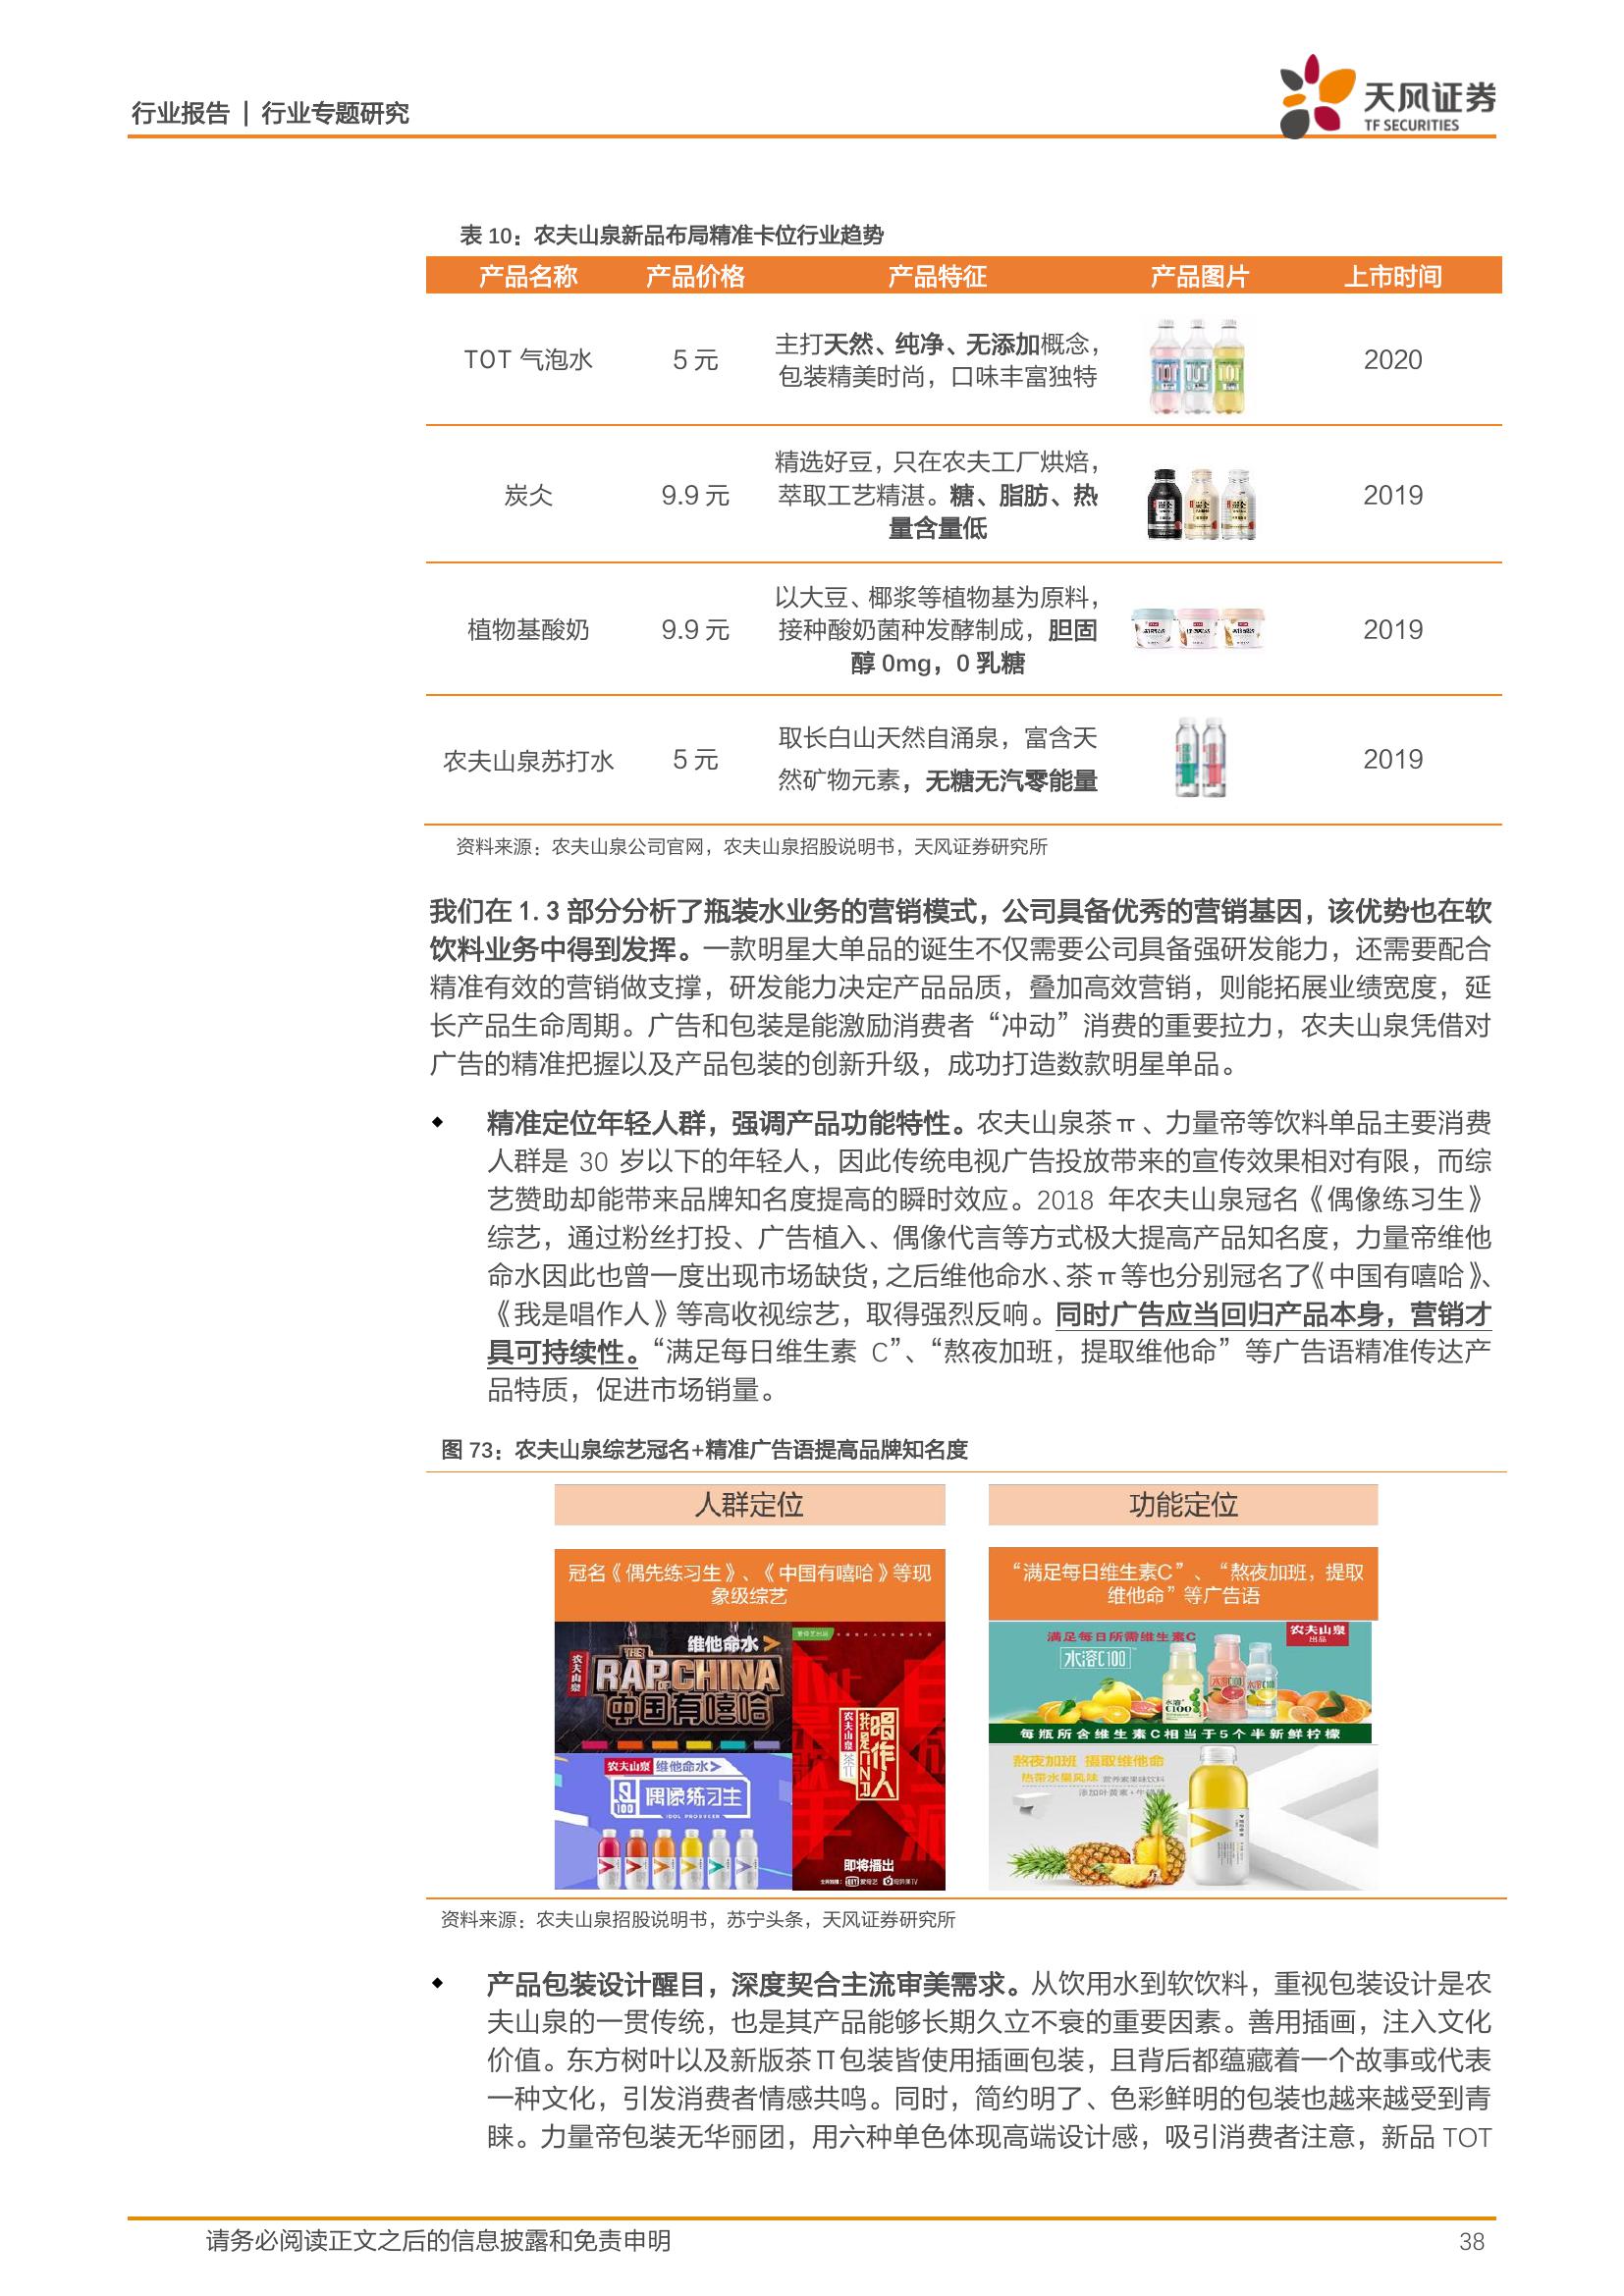 行业报告 | 行业专题研究
天风证券
TF SECURITIES
表 10：农夫山泉新品布局精准卡位行业趋势
产品名称 产品价格 产品特征 产品图片 上市时间
TOT 气泡水 5 元 主打天然、纯净、无添加概念，
包装精美时尚，口味丰富独特 2020
炭仌 9.9 元 精选好豆，只在农夫工厂烘焙，
萃取工艺精湛。糖、脂肪、热
量含量低 2019
植物基酸奶 9.9 元 以大豆、椰浆等植物基为原料，
接种酸奶菌种发酵制成，胆固
醇 0mg，0 乳糖 2019
农夫山泉苏打水 5 元 取长白山天然自涌泉，富含天
然矿物元素，无糖无汽零能量 2019
资料来源：农夫山泉公司官网，农夫山泉招股说明书，天风证券研究所
我们在 1.3 部分分析了瓶装水业务的营销模式，公司具备优秀的营销基因，该优势也在软
饮料业务中得到发挥。一款明星大单品的诞生不仅需要公司具备强研发能力，还需要配合
精准有效的营销做支撑，研发能力决定产品品质，叠加高效营销，则能拓展业绩宽度，延
长产品生命周期。广告和包装是能激励消费者“冲动”消费的重要拉力，农夫山泉凭借对
广告的精准把握以及产品包装的创新升级，成功打造数款明星单品。
◆ 精准定位年轻人群，强调产品功能特性。农夫山泉茶π、力量帝等饮料单品主要消费
人群是 30 岁以下的年轻人，因此传统电视广告投放带来的宣传效果相对有限，而综
艺赞助却能带来品牌知名度提高的瞬时效应。2018 年农夫山泉冠名《偶像练习生》
综艺，通过粉丝打投、广告植入、偶像代言等方式极大提高产品知名度，力量帝维他
命水因此也曾一度出现市场缺货，之后维他命水、茶π等也分别冠名了《中国有嘻哈》、
《我是唱作人》等高收视综艺，取得强烈反响。同时广告应当回归产品本身，营销才
具可持续性。“满足每日维生素 C”、“熬夜加班，提取维他命”等广告语精准传达产
品特质，促进市场销量。
图 73：农夫山泉综艺冠名+精准广告语提高品牌知名度
人群定位 功能定位
冠名《偶先练习生》、《中国有嘻哈》等现
象级综艺
“满足每日维生素C”、“熬夜加班，提取
维他命”等广告语
维他命水
农夫山泉
THE RAP OF CHINA
中国有嘻哈
农夫山泉 维他命水
偶像练习生
IDOL PRODUCER
农夫山泉
茶π
我是唱作人
即将播出
满足每日所需维生素C
农夫山泉
出品
水溶C100
每瓶所含维生素C相当于5个半新鲜柠檬
熬夜加班 摄取维他命
热带水果风味 营养素果味饮料
资料来源：农夫山泉招股说明书，苏宁头条，天风证券研究所
◆ 产品包装设计醒目，深度契合主流审美需求。从饮用水到软饮料，重视包装设计是农
夫山泉的一贯传统，也是其产品能够长期久立不衰的重要因素。善用插画，注入文化
价值。东方树叶以及新版茶Π包装皆使用插画包装，且背后都蕴藏着一个故事或代表
一种文化，引发消费者情感共鸣。同时，简约明了、色彩鲜明的包装也越来越受到青
睐。力量帝包装无华丽团，用六种单色体现高端设计感，吸引消费者注意，新品 TOT
请务必阅读正文之后的信息披露和免责申明 38